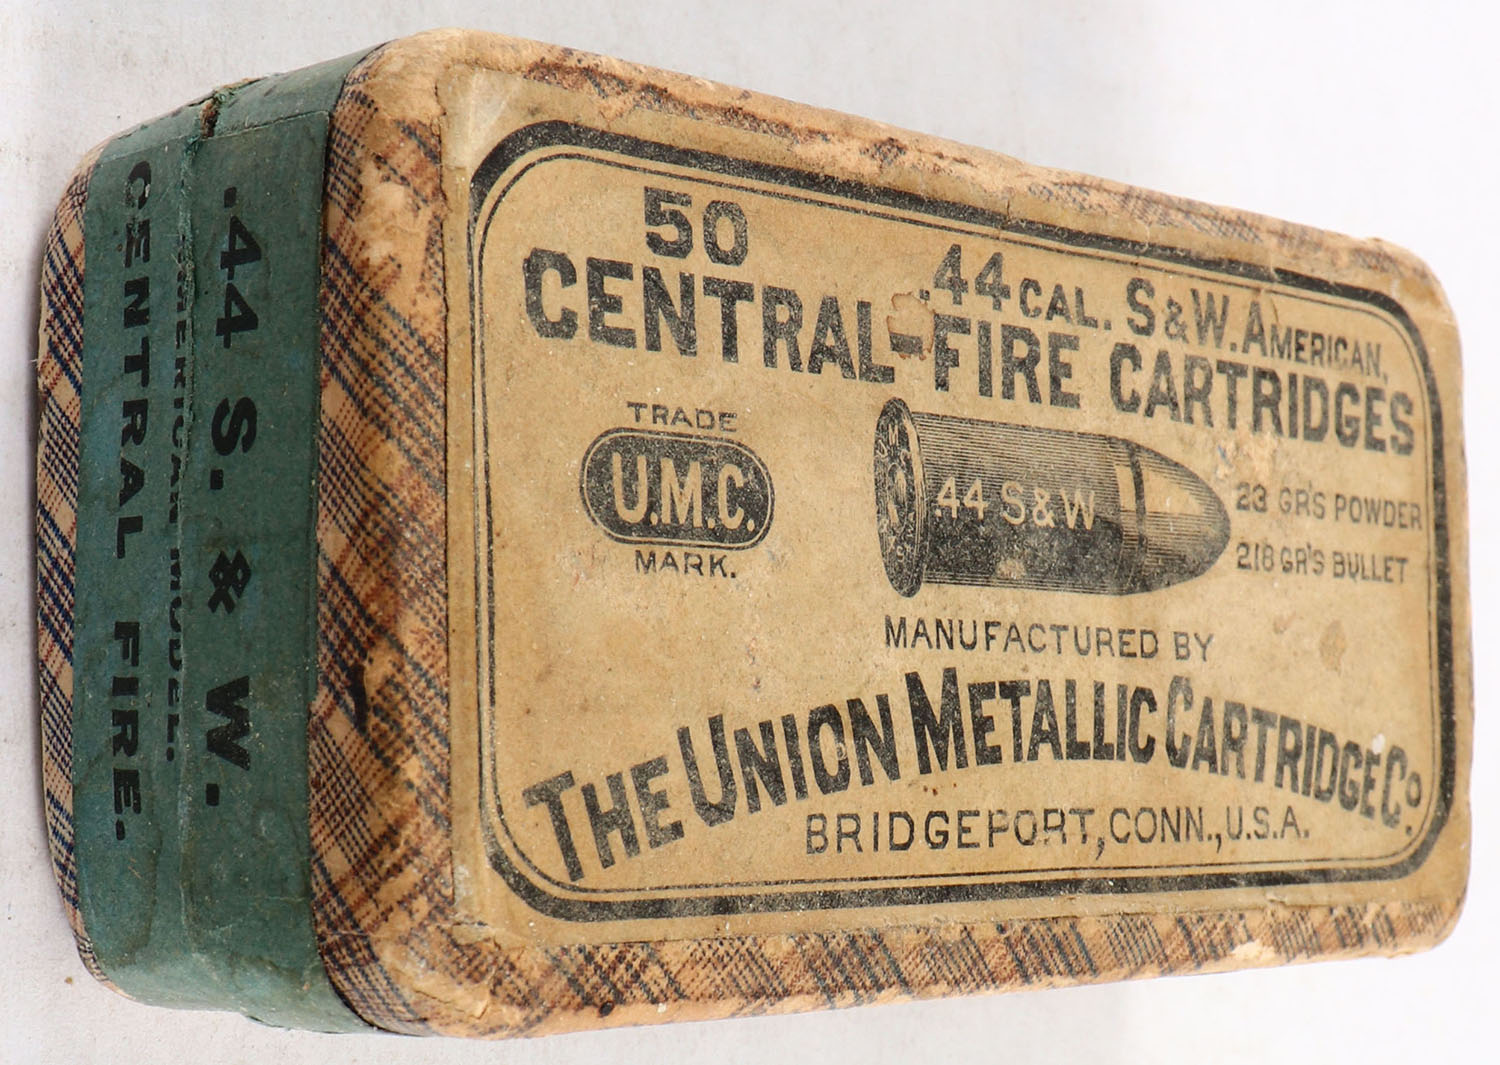 50
.44 CAL. S&W. AMERICAN,
CENTRAL-FIRE CARTRIDGES
TRADE
U.M.C.
MARK.
.44 S&W
23 GR'S POWDER
218 GR'S BULLET
MANUFACTURED BY
THE UNION METALLIC CARTRIDGE CO.
BRIDGEPORT, CONN., U.S.A.
.44 S. & W.
AMERICAN MODEL.
CENTRAL FIRE.